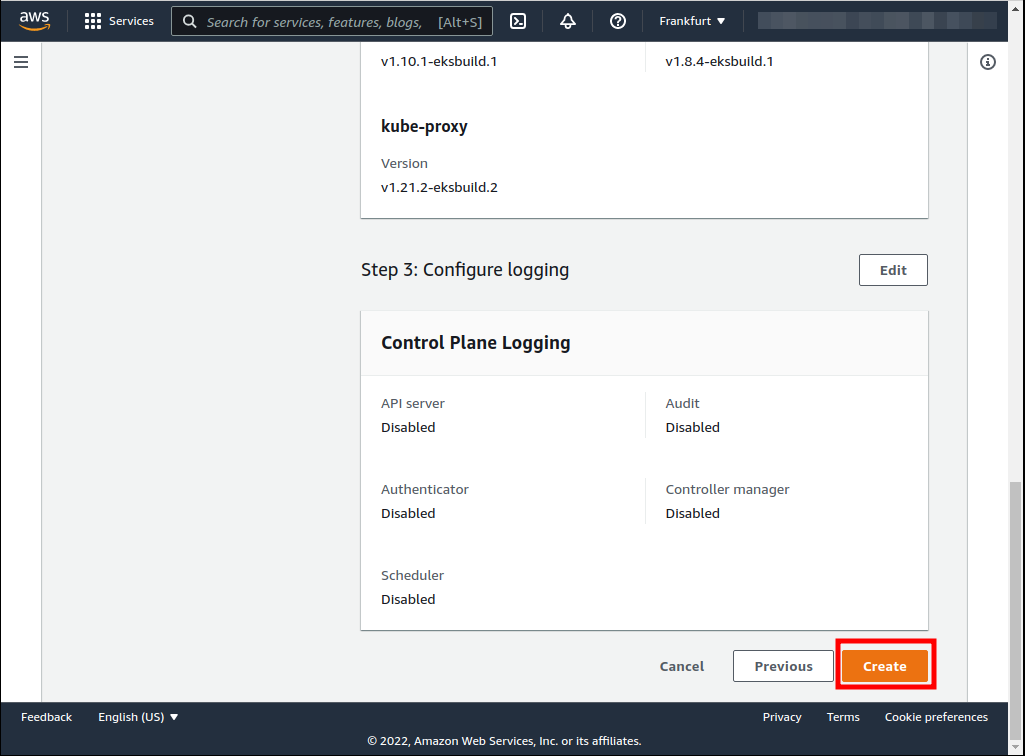 aws Services Search for services, features, blogs, [Alt+S] Frankfurt
v1.10.1-eksbuild.1 v1.8.4-eksbuild.1
kube-proxy
Version
v1.21.2-eksbuild.2
Step 3: Configure logging Edit
Control Plane Logging
API server Audit
Disabled Disabled
Authenticator Controller manager
Disabled Disabled
Scheduler
Disabled
Cancel Previous Create
Feedback English (US) Privacy Terms Cookie preferences
© 2022, Amazon Web Services, Inc. or its affiliates.